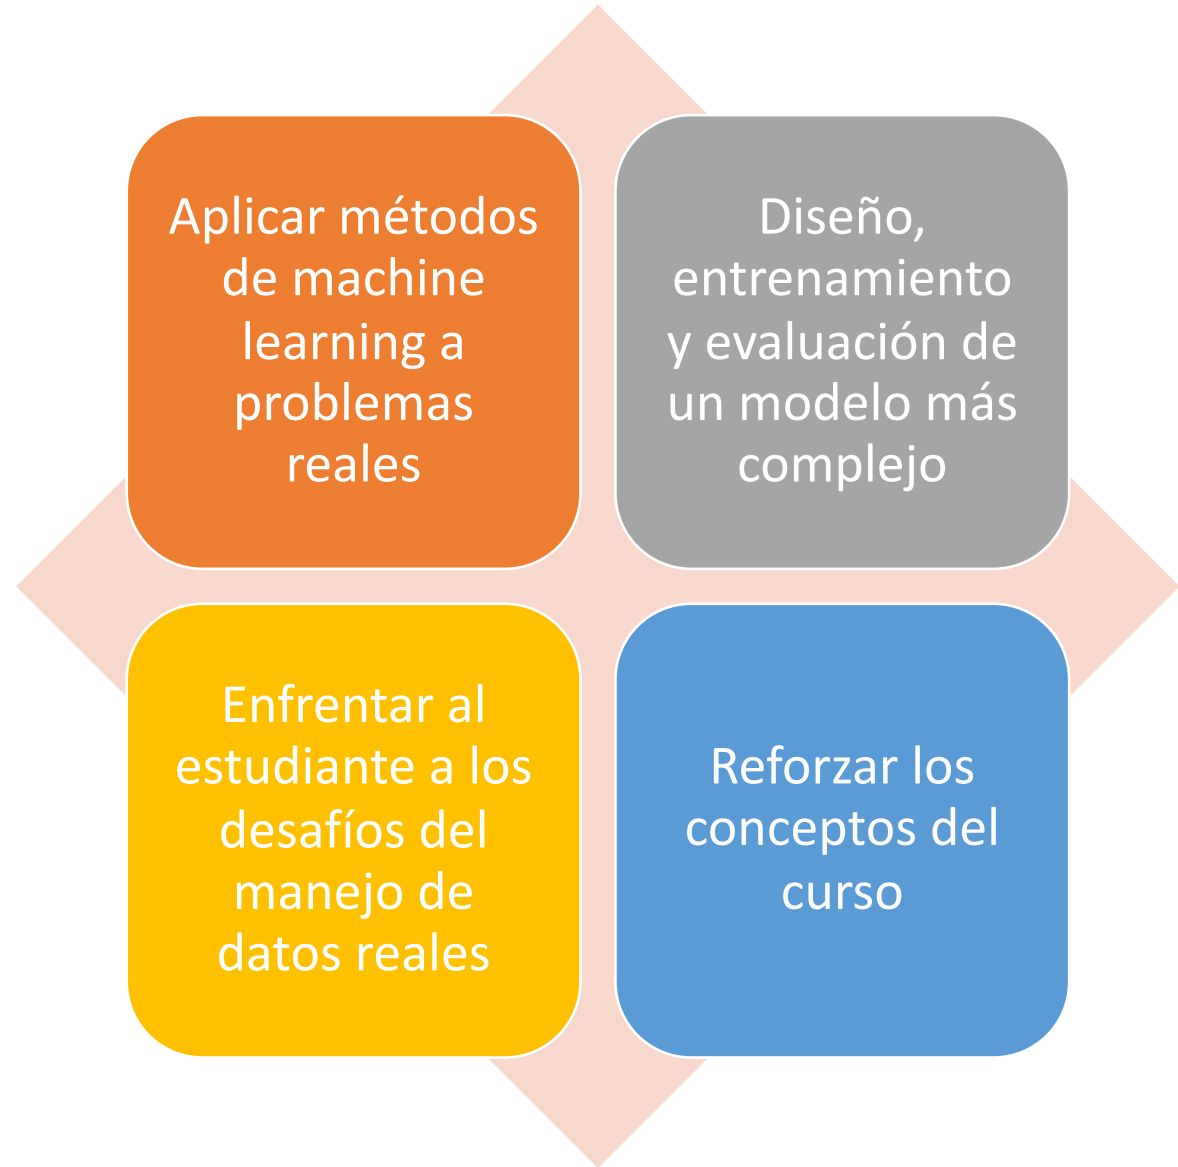 Aplicar métodos
de machine
learning a
problemas
reales
Diseño,
entrenamiento
y evaluación de
un modelo más
complejo
Enfrentar al
estudiante a los
desafíos del
manejo de
datos reales
Reforzar los
conceptos del
curso